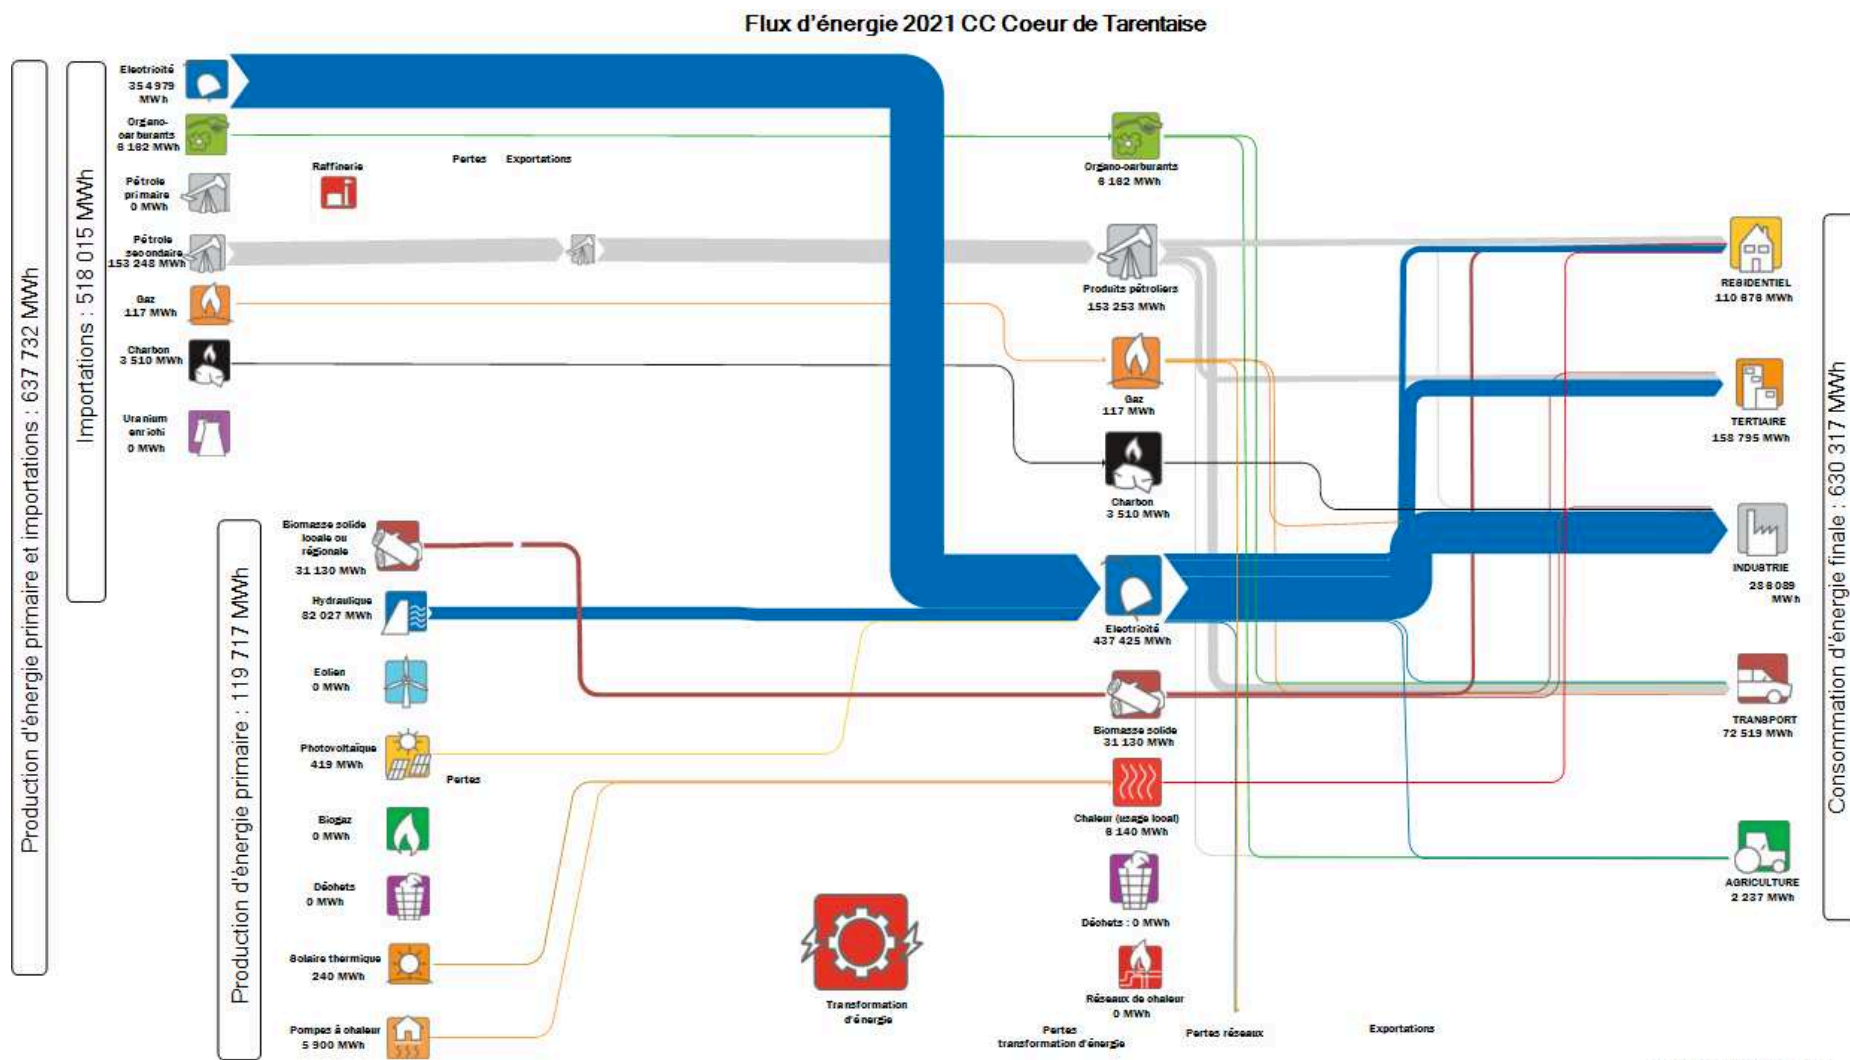 Flux d'énergie 2021 CC Coeur de Tarentaise
Production d'énergie primaire et importations : 637 732 MWh
Importations : 518 015 MWh
Electricité
354 979
MWh
Organo-
carburants
6 162 MWh
Pétrole
primaire
0 MWh
Pétrole
secondaire
153 248 MWh
Gaz
117 MWh
Charbon
3 510 MWh
Uranium
enrichi
0 MWh
Raffinerie
Pertes
Exportations
Production d'énergie primaire : 119 717 MWh
Biomasse solide
locale ou
régionale
31 130 MWh
Hydraulique
82 027 MWh
Eolien
0 MWh
Photovoltaïque
419 MWh
Pertes
Biogaz
0 MWh
Déchets
0 MWh
Solaire thermique
240 MWh
Pompes à chaleur
5 900 MWh
Transformation
d'énergie
Organo-carburants
6 162 MWh
Produits pétroliers
153 253 MWh
Gaz
117 MWh
Charbon
3 510 MWh
Electricité
437 425 MWh
Biomasse solide
31 130 MWh
Chaleur (usage local)
6 140 MWh
Déchets : 0 MWh
Réseaux de chaleur
0 MWh
Pertes
transformation d'énergie
Pertes réseaux
Exportations
RESIDENTIEL
110 676 MWh
TERTIAIRE
158 795 MWh
INDUSTRIE
286 089
MWh
TRANSPORT
72 519 MWh
AGRICULTURE
2 237 MWh
Consommation d'énergie finale : 630 317 MWh